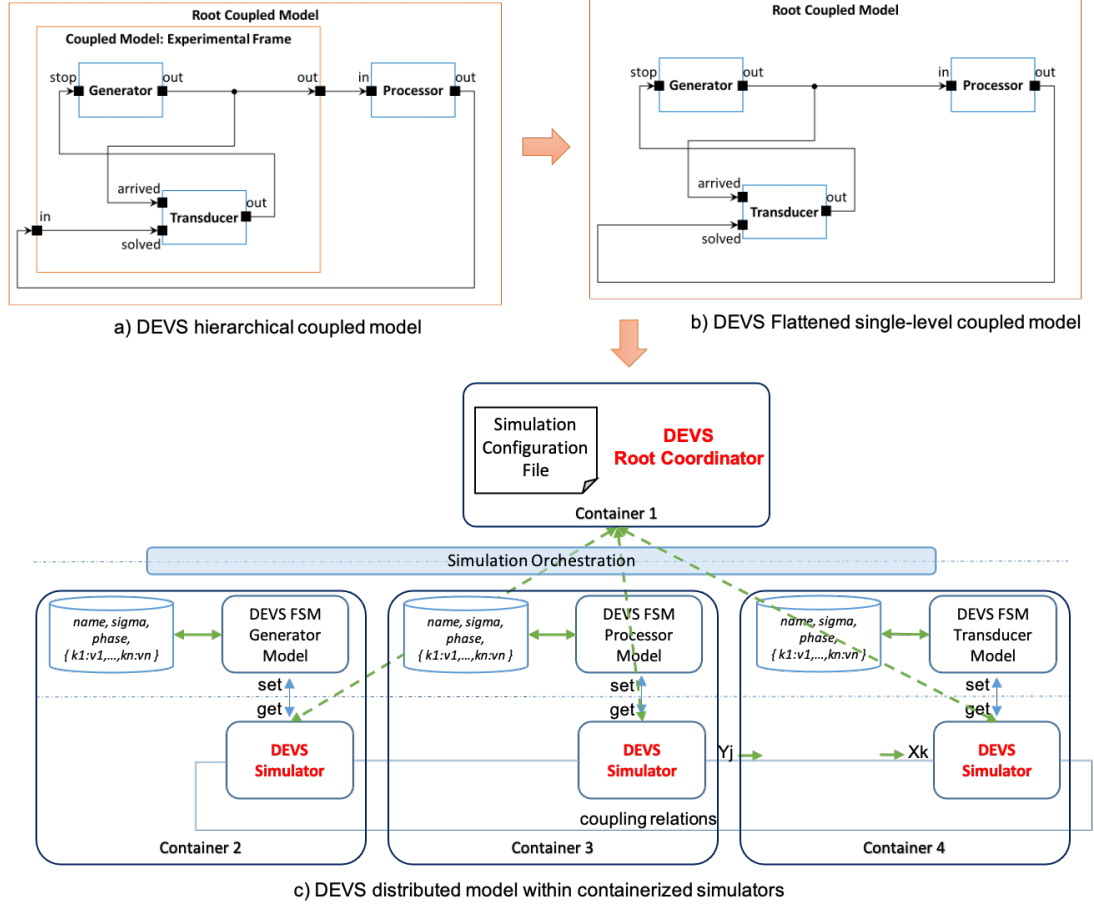 Root Coupled Model
Coupled Model: Experimental Frame
stop
Generator
out
out
in
Processor
out
arrived
Transducer
out
in
solved
a) DEVS hierarchical coupled model
Root Coupled Model
stop
Generator
out
in
Processor
out
arrived
Transducer
out
solved
b) DEVS Flattened single-level coupled model
Simulation
Configuration
File
DEVS
Root Coordinator
Container 1
Simulation Orchestration
name, sigma,
phase,
{ k1:v1,...,kn:vn }
DEVS FSM
Generator
Model
set
get
DEVS
Simulator
Container 2
name, sigma,
phase,
{ k1:v1,...,kn:vn }
DEVS FSM
Processor
Model
set
get
DEVS
Simulator
Yj
Container 3
name, sigma,
phase,
{ k1:v1,...,kn:vn }
DEVS FSM
Transducer
Model
set
get
Xk
DEVS
Simulator
Container 4
coupling relations
c) DEVS distributed model within containerized simulators